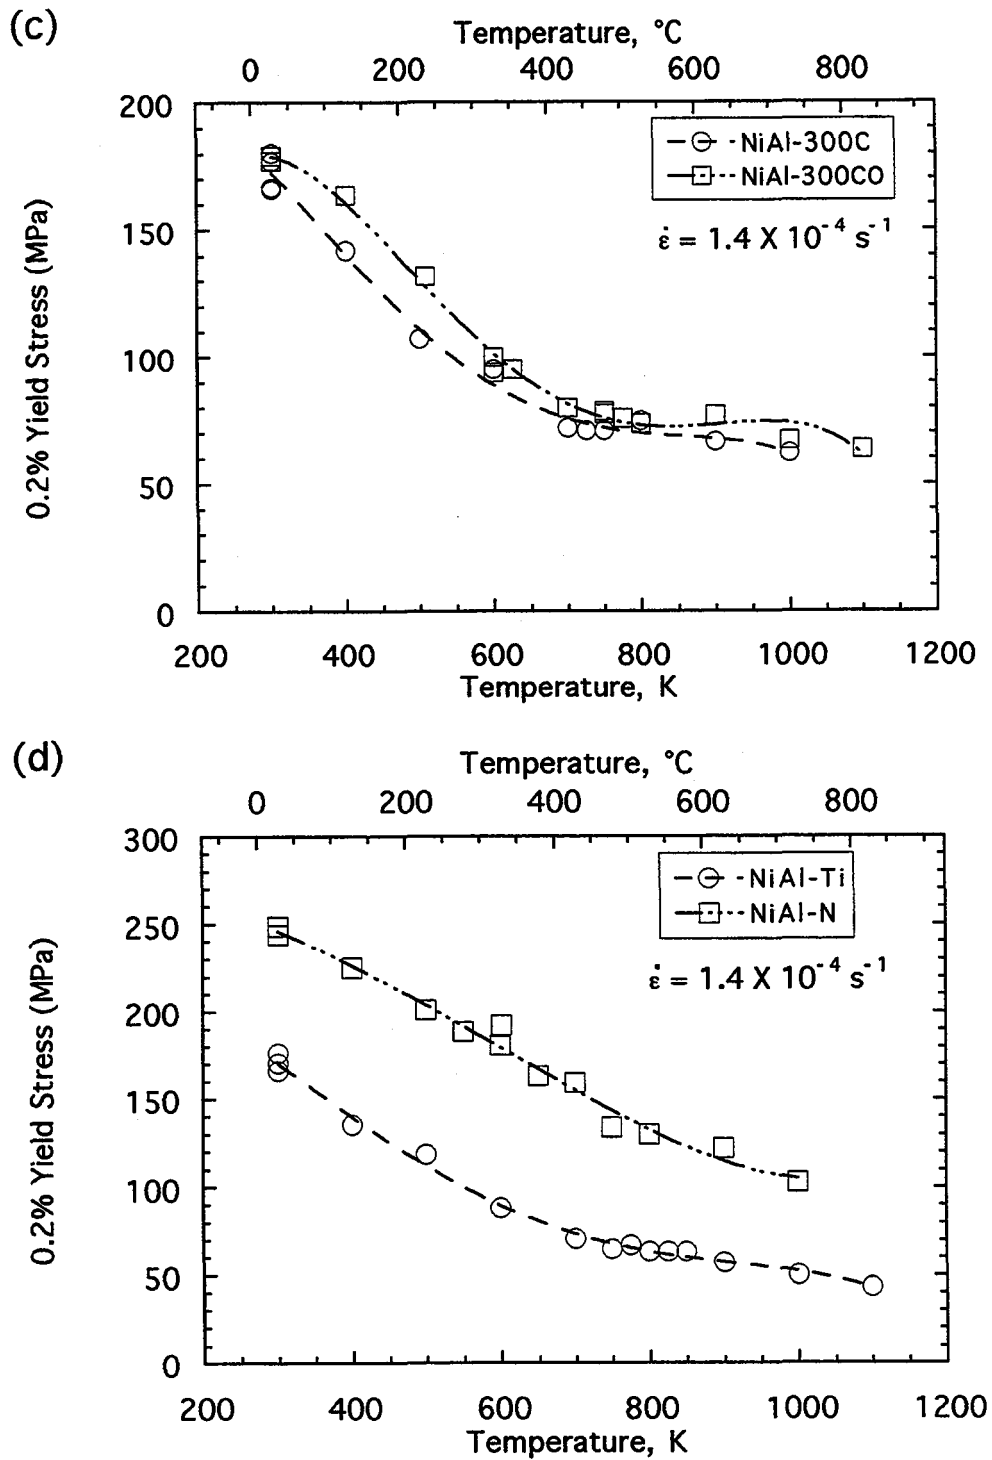 (c)
Temperature, °C
0 200 400 600 800
200
150
100
50
0
0.2% Yield Stress (MPa)
NiAl-300C
NiAl-300CO
ε̇ = 1.4 X 10⁻⁴ s⁻¹
200 400 600 800 1000 1200
Temperature, K
(d)
Temperature, °C
0 200 400 600 800
300
250
200
150
100
50
0
0.2% Yield Stress (MPa)
NiAl-Ti
NiAl-N
ε̇ = 1.4 X 10⁻⁴ s⁻¹
200 400 600 800 1000 1200
Temperature, K